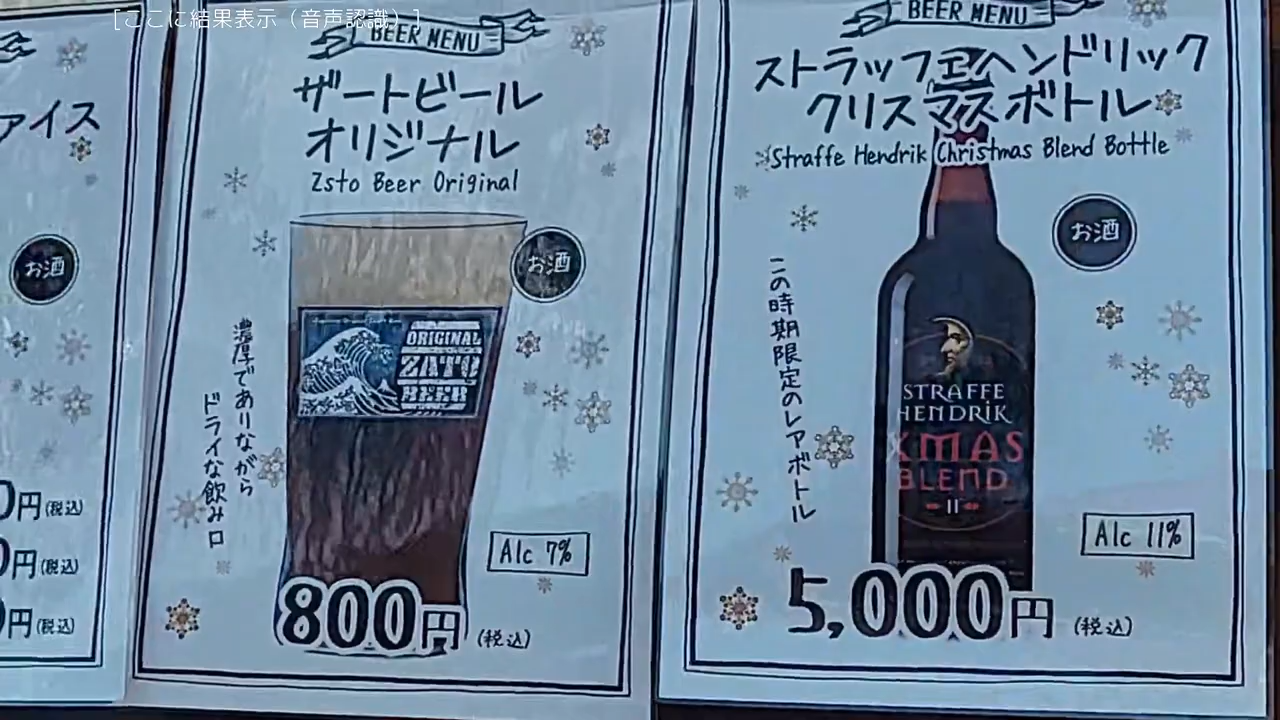 [ここに結果表示（音声認識）]
ァイス
お酒
0円(税込)
0円(税込)
0円(税込)
BEER MENU
ザートビール
オリジナル
Zsto Beer Original
お酒
ORIGINAL
ZATO
BEER
濃厚でありながら
ドライな飲み口
Alc 7%
800円(税込)
BEER MENU
ストラッフェヘンドリック
クリスマスボトル
Straffe Hendrik Christmas Blend Bottle
お酒
この時期限定のレアボトル
STRAFFE
HENDRIK
XMAS
BLEND
11
Alc 11%
5,000円(税込)